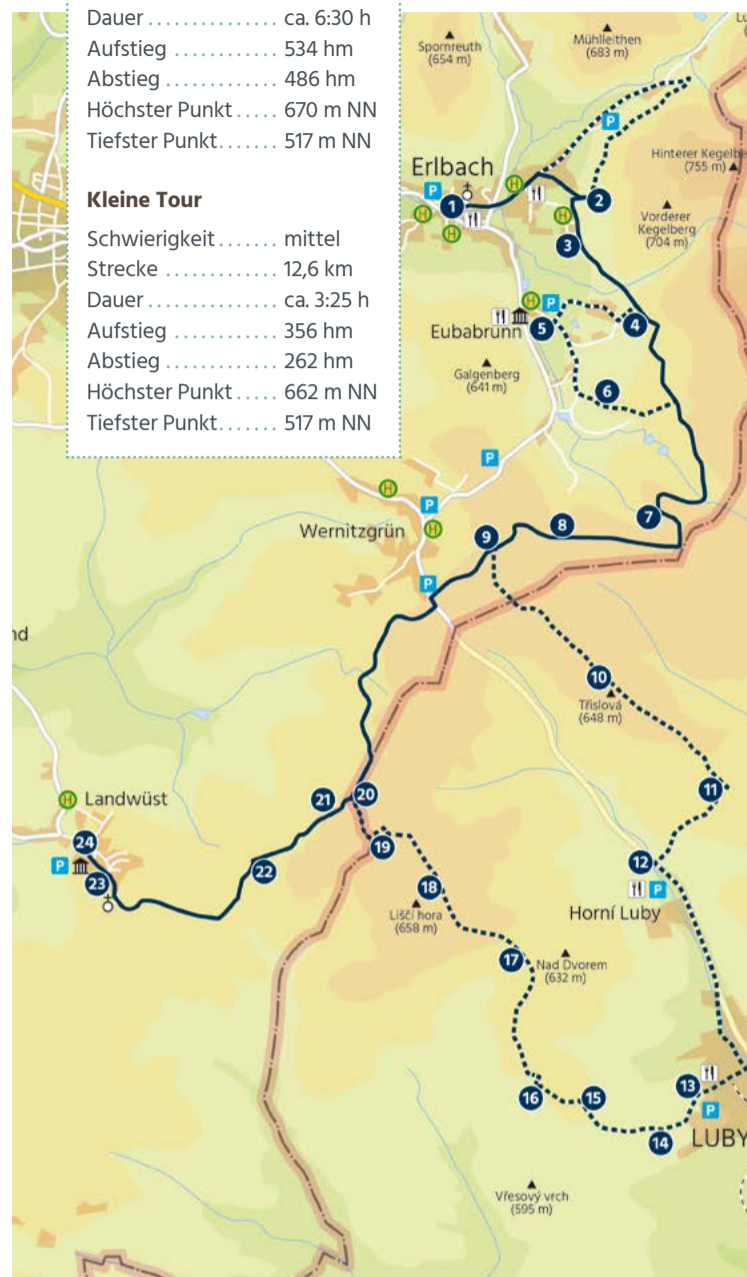 Dauer ................ ca. 6:30 h
Aufstieg ............ 534 hm
Abstieg ............. 486 hm
Höchster Punkt ..... 670 m NN
Tiefster Punkt ....... 517 m NN
Kleine Tour
Schwierigkeit ....... mittel
Strecke ............. 12,6 km
Dauer ................ ca. 3:25 h
Aufstieg ............ 356 hm
Abstieg ............. 262 hm
Höchster Punkt ..... 662 m NN
Tiefster Punkt ....... 517 m NN
Spornreuth
(654 m)
Mühlleithen
(683 m)
P
Hinterer Kegelbe
(755 m)
Erlbach
P
H
1
2
H
H
H
3
Vorderer
Kegelberg
(704 m)
H
P
Eubabrunn
5
4
Galgenberg
(641 m)
6
P
H
P
7
Wernitzgrün
H
9
8
P
nd
10
Třislová
(648 m)
11
H
Landwüst
21
20
24
19
12
P
22
P
23
18
Horní Luby
Liščí hora
(658 m)
17
Nad Dvorem
(632 m)
13
16
15
P
14
LUBY
Vřesový vrch
(595 m)